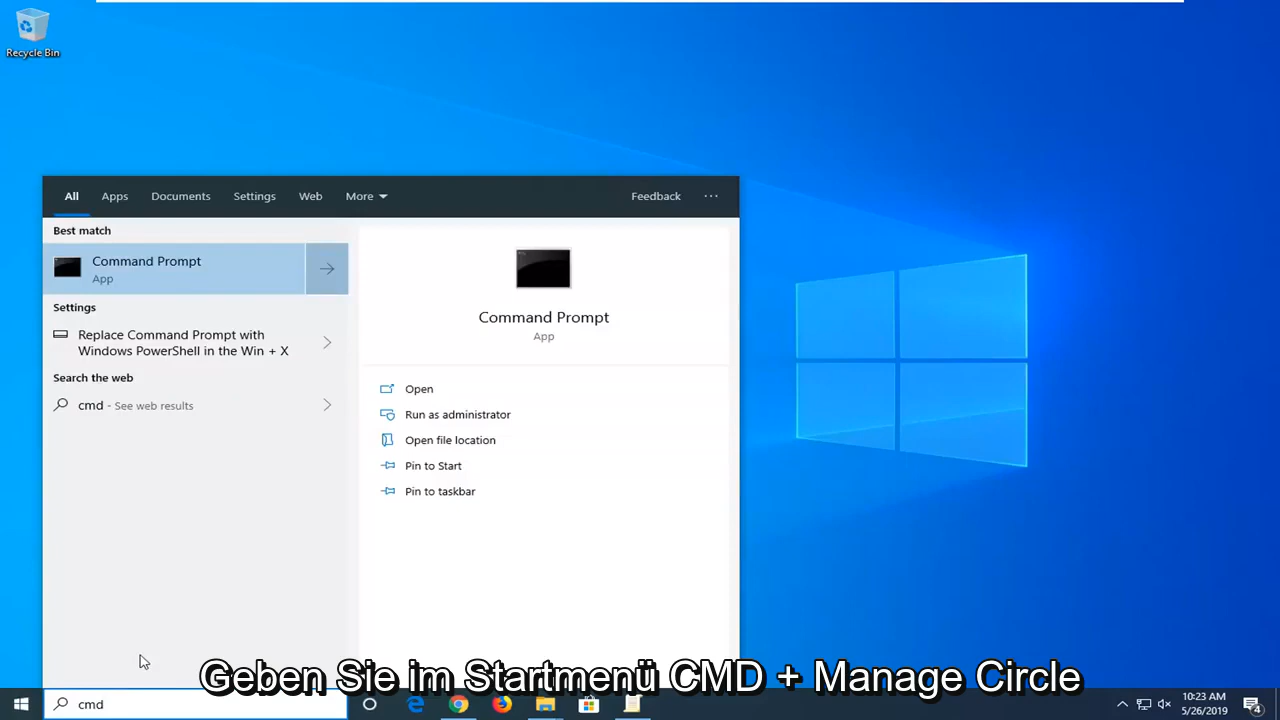 Recycle Bin
All Apps Documents Settings Web More Feedback ...
Best match
Command Prompt
App
Settings
Replace Command Prompt with
Windows PowerShell in the Win + X
Search the web
cmd - See web results
Command Prompt
App
Open
Run as administrator
Open file location
Pin to Start
Pin to taskbar
Geben Sie im Startmenü CMD + Manage Circle
cmd
10:23 AM
5/26/2019
4